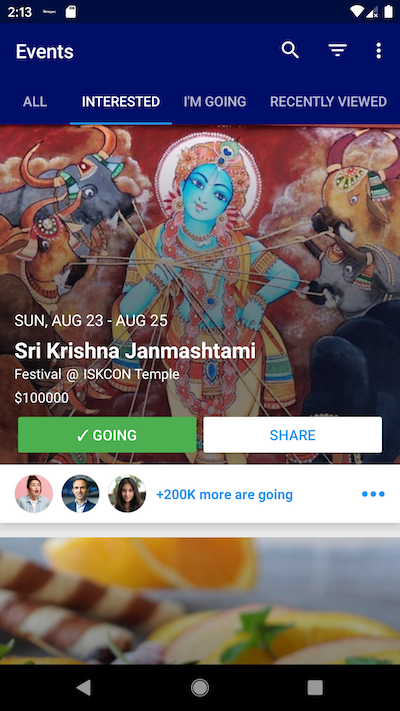 2:13
Events
ALL
INTERESTED
I'M GOING
RECENTLY VIEWED
SUN, AUG 23 - AUG 25
Sri Krishna Janmashtami
Festival @ ISKCON Temple
$100000
✓ GOING
SHARE
+200K more are going